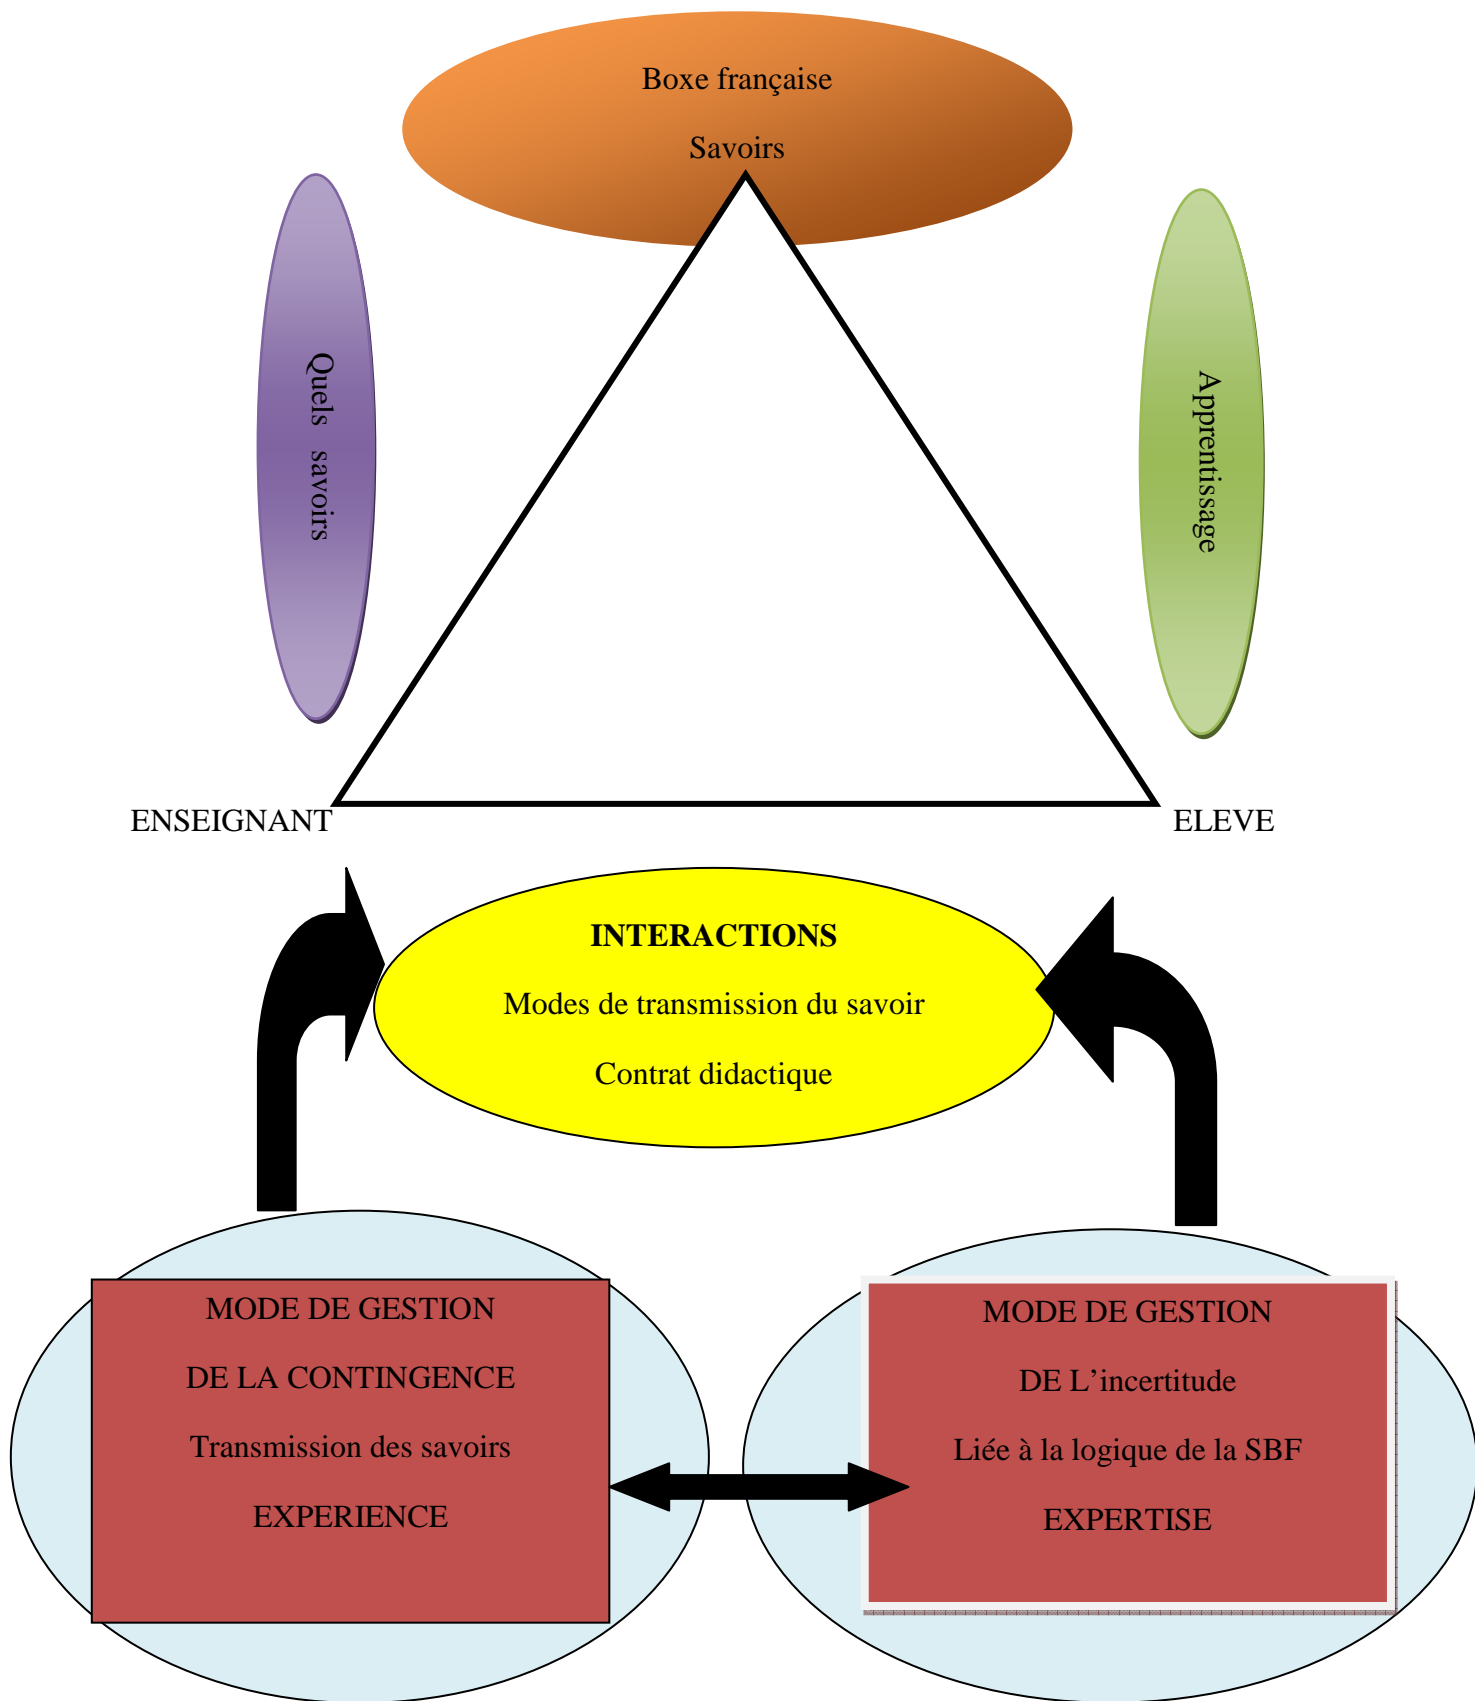 Boxe française
Savoirs
Quels savoirs
Apprentissage
ENSEIGNANT
ELEVE
INTERACTIONS
Modes de transmission du savoir
Contrat didactique
MODE DE GESTION
DE LA CONTINGENCE
Transmission des savoirs
EXPERIENCE
MODE DE GESTION
DE L’incertitude
Liée à la logique de la SBF
EXPERTISE